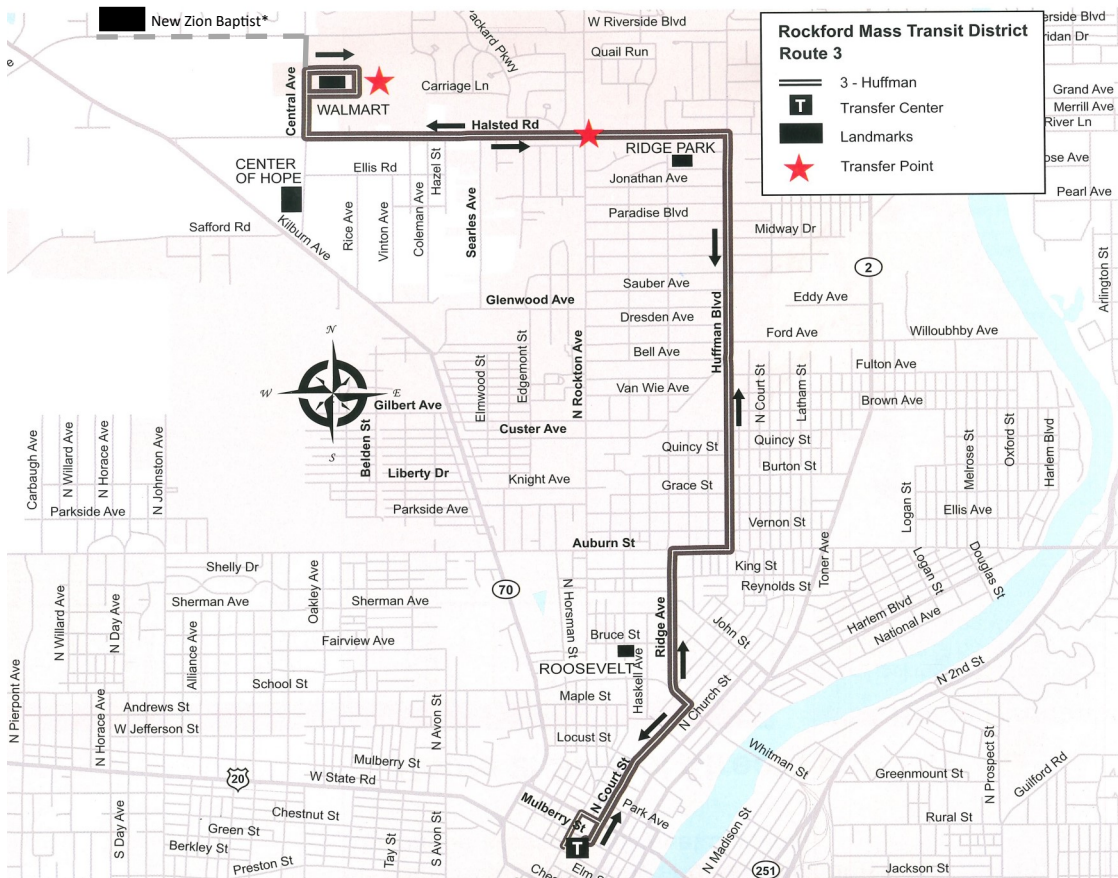 New Zion Baptist*
W Riverside Blvd
Packard Pkwy
Quail Run
Rockford Mass Transit District
Route 3
3 - Huffman
T
Transfer Center
Landmarks
Transfer Point
erside Blvd
ridan Dr
Grand Ave
Merrill Ave
River Ln
ose Ave
Pearl Ave
Central Ave
WALMART
Carriage Ln
Halsted Rd
RIDGE PARK
CENTER
OF HOPE
Ellis Rd
Hazel St
Jonathan Ave
Safford Rd
Kilburn Ave
Rice Ave
Vinton Ave
Coleman Ave
Searles Ave
Paradise Blvd
Midway Dr
2
Arlington St
Sauber Ave
Glenwood Ave
Eddy Ave
Dresden Ave
Huffman Blvd
Ford Ave
Willoubhby Ave
N
W
E
S
Bell Ave
Fulton Ave
Elmwood St
Edgemont St
N Rockton Ave
Van Wie Ave
N Court St
Latham St
Brown Ave
Gilbert Ave
Belden St
Custer Ave
Quincy St
Quincy St
Melrose St
Oxford St
Harlem Blvd
Carbaugh Ave
N Willard Ave
N Horace Ave
N Johnston Ave
Liberty Dr
Knight Ave
Burton St
Grace St
Logan St
Parkside Ave
Parkside Ave
Ellis Ave
Vernon St
Auburn St
Toner Ave
King St
Reynolds St
Logan St
Douglas St
Shelly Dr
Oakley Ave
70
N Horsman St
Sherman Ave
Sherman Ave
Harlem Blvd
National Ave
N Willard Ave
N Day Ave
Alliance Ave
Fairview Ave
Bruce St
Ridge Ave
John St
ROOSEVELT
Haskell Ave
N 2nd St
School St
Maple St
N Pierpont Ave
N Horace Ave
Andrews St
W Jefferson St
N Avon St
N Church St
Locust St
Whitman St
N Prospect St
Guilford Rd
Mulberry St
20
W State Rd
Greenmount St
N Court St
Mulberry St
Park Ave
S Day Ave
Chestnut St
Green St
Berkley St
Preston St
Tay St
S Avon St
Rural St
N Madison St
T
Elm
Ches
251
Jackson St